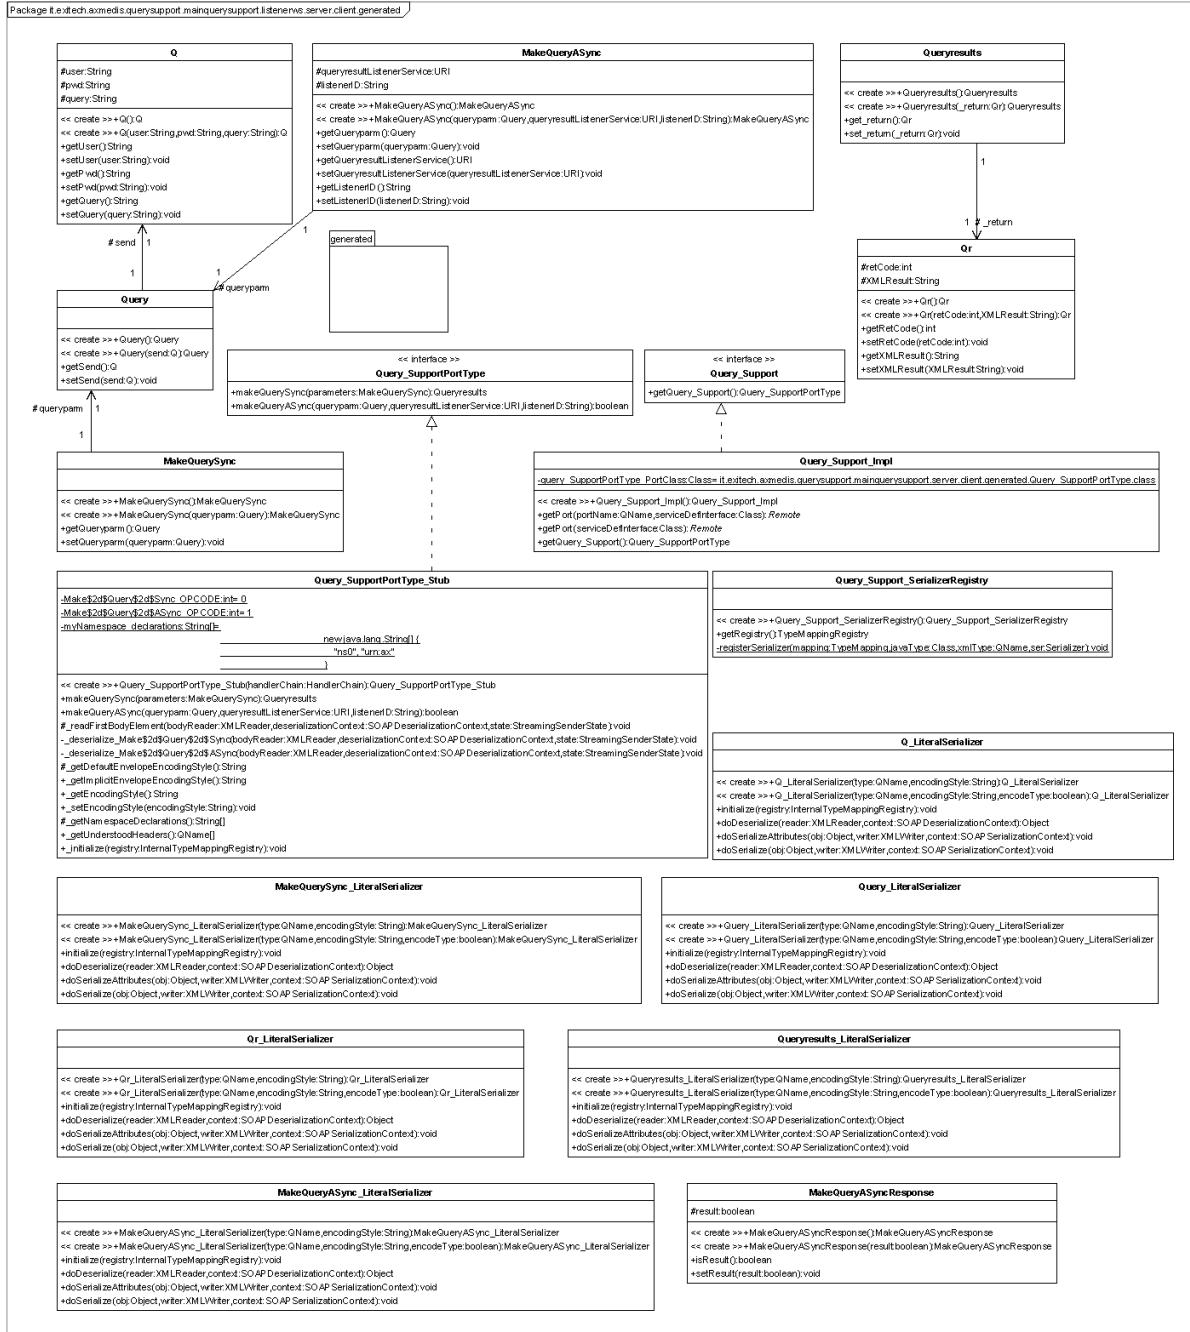 Package it.exitech.axmedis.querysupport.mainquerysupport.listenerws.server.client.generated
Q
#user:String
#pwd:String
#query:String
<< create >>+Q():Q
<< create >>+Q(user:String,pwd:String,query:String):Q
+getUser():String
+setUser(user:String):void
+getPwd():String
+setPwd(pwd:String):void
+getQuery():String
+setQuery(query:String):void
MakeQueryASync
#queryresultListenerService:URI
#listenerID:String
<< create >>+MakeQueryASync():MakeQueryASync
<< create >>+MakeQueryASync(queryparm:Query,queryresultListenerService:URI,listenerID:String):MakeQueryASync
+getQueryparm():Query
+setQueryparm(queryparm:Query):void
+getQueryresultListenerService():URI
+setQueryresultListenerService(queryresultListenerService:URI):void
+getListenerID():String
+setListenerID(listenerID:String):void
Queryresults
<< create >>+Queryresults():Queryresults
<< create >>+Queryresults(_return:Qr):Queryresults
+get_return():Qr
+set_return(_return:Qr):void
1
1 # _return
# send 1
1
1
1
#queryparm
generated
Qr
#retCode:int
#XMLResult:String
<< create >>+Qr():Qr
<< create >>+Qr(retCode:int,XMLResult:String):Qr
+getRetCode():int
+setRetCode(retCode:int):void
+getXMLResult():String
+setXMLResult(XMLResult:String):void
Query
<< create >>+Query():Query
<< create >>+Query(send:Q):Query
+getSend():Q
+setSend(send:Q):void
<< interface >>
Query_SupportPortType
+makeQuerySync(parameters:MakeQuerySync):Queryresults
+makeQueryASync(queryparm:Query,queryresultListenerService:URI,listenerID:String):boolean
<< interface >>
Query_Support
+getQuery_Support():Query_SupportPortType
# queryparm 1
1
MakeQuerySync
<< create >>+MakeQuerySync():MakeQuerySync
<< create >>+MakeQuerySync(queryparm:Query):MakeQuerySync
+getQueryparm():Query
+setQueryparm(queryparm:Query):void
Query_Support_Impl
-query_SupportPortType_PortClass:Class= it.exitech.axmedis.querysupport.mainquerysupport.server.client.generated.Query_SupportPortType.class
<< create >>+Query_Support_Impl():Query_Support_Impl
+getPort(portName:QName,serviceDefInterface:Class): Remote
+getPort(serviceDefInterface:Class): Remote
+getQuery_Support():Query_SupportPortType
Query_SupportPortType_Stub
-Make$2d$Query$2d$Sync_OPCODE:int= 0
-Make$2d$Query$2d$ASync_OPCODE:int= 1
-myNamespace_declarations:String[]=
new java.lang.String[] {
"ns0", "urn:ax"
}
<< create >>+Query_SupportPortType_Stub(handlerChain:HandlerChain):Query_SupportPortType_Stub
+makeQuerySync(parameters:MakeQuerySync):Queryresults
+makeQueryASync(queryparm:Query,queryresultListenerService:URI,listenerID:String):boolean
#_readFirstBodyElement(bodyReader:XMLReader,deserializationContext:SOAPDeserializationContext,state:StreamingSenderState):void
-_deserialize_Make$2d$Query$2d$Sync(bodyReader:XMLReader,deserializationContext:SOAPDeserializationContext,state:StreamingSenderState):void
-_deserialize_Make$2d$Query$2d$ASync(bodyReader:XMLReader,deserializationContext:SOAPDeserializationContext,state:StreamingSenderState):void
#_getDefaultEnvelopeEncodingStyle():String
+_getImplicitEnvelopeEncodingStyle():String
+_getEncodingStyle():String
+_setEncodingStyle(encodingStyle:String):void
#_getNamespaceDeclarations():String[]
+_getUnderstoodHeaders():QName[]
+_initialize(registry:InternalTypeMappingRegistry):void
Query_Support_SerializerRegistry
<< create >>+Query_Support_SerializerRegistry():Query_Support_SerializerRegistry
+getRegistry():TypeMappingRegistry
-registerSerializer(mapping:TypeMapping,javaType:Class,xmlType:QName,ser:Serializer):void
Q_LiteralSerializer
<< create >>+Q_LiteralSerializer(type:QName,encodingStyle:String):Q_LiteralSerializer
<< create >>+Q_LiteralSerializer(type:QName,encodingStyle:String,encodeType:boolean):Q_LiteralSerializer
+initialize(registry:InternalTypeMappingRegistry):void
+doDeserialize(reader:XMLReader,context:SOAPDeserializationContext):Object
+doSerializeAttributes(obj:Object,writer:XMLWriter,context:SOAPSerializationContext):void
+doSerialize(obj:Object,writer:XMLWriter,context:SOAPSerializationContext):void
MakeQuerySync_LiteralSerializer
<< create >>+MakeQuerySync_LiteralSerializer(type:QName,encodingStyle:String):MakeQuerySync_LiteralSerializer
<< create >>+MakeQuerySync_LiteralSerializer(type:QName,encodingStyle:String,encodeType:boolean):MakeQuerySync_LiteralSerializer
+initialize(registry:InternalTypeMappingRegistry):void
+doDeserialize(reader:XMLReader,context:SOAPDeserializationContext):Object
+doSerializeAttributes(obj:Object,writer:XMLWriter,context:SOAPSerializationContext):void
+doSerialize(obj:Object,writer:XMLWriter,context:SOAPSerializationContext):void
Query_LiteralSerializer
<< create >>+Query_LiteralSerializer(type:QName,encodingStyle:String):Query_LiteralSerializer
<< create >>+Query_LiteralSerializer(type:QName,encodingStyle:String,encodeType:boolean):Query_LiteralSerializer
+initialize(registry:InternalTypeMappingRegistry):void
+doDeserialize(reader:XMLReader,context:SOAPDeserializationContext):Object
+doSerializeAttributes(obj:Object,writer:XMLWriter,context:SOAPSerializationContext):void
+doSerialize(obj:Object,writer:XMLWriter,context:SOAPSerializationContext):void
Qr_LiteralSerializer
<< create >>+Qr_LiteralSerializer(type:QName,encodingStyle:String):Qr_LiteralSerializer
<< create >>+Qr_LiteralSerializer(type:QName,encodingStyle:String,encodeType:boolean):Qr_LiteralSerializer
+initialize(registry:InternalTypeMappingRegistry):void
+doDeserialize(reader:XMLReader,context:SOAPDeserializationContext):Object
+doSerializeAttributes(obj:Object,writer:XMLWriter,context:SOAPSerializationContext):void
+doSerialize(obj:Object,writer:XMLWriter,context:SOAPSerializationContext):void
Queryresults_LiteralSerializer
<< create >>+Queryresults_LiteralSerializer(type:QName,encodingStyle:String):Queryresults_LiteralSerializer
<< create >>+Queryresults_LiteralSerializer(type:QName,encodingStyle:String,encodeType:boolean):Queryresults_LiteralSerializer
+initialize(registry:InternalTypeMappingRegistry):void
+doDeserialize(reader:XMLReader,context:SOAPDeserializationContext):Object
+doSerializeAttributes(obj:Object,writer:XMLWriter,context:SOAPSerializationContext):void
+doSerialize(obj:Object,writer:XMLWriter,context:SOAPSerializationContext):void
MakeQueryASync_LiteralSerializer
<< create >>+MakeQueryASync_LiteralSerializer(type:QName,encodingStyle:String):MakeQueryASync_LiteralSerializer
<< create >>+MakeQueryASync_LiteralSerializer(type:QName,encodingStyle:String,encodeType:boolean):MakeQueryASync_LiteralSerializer
+initialize(registry:InternalTypeMappingRegistry):void
+doDeserialize(reader:XMLReader,context:SOAPDeserializationContext):Object
+doSerializeAttributes(obj:Object,writer:XMLWriter,context:SOAPSerializationContext):void
+doSerialize(obj:Object,writer:XMLWriter,context:SOAPSerializationContext):void
MakeQueryASyncResponse
#result:boolean
<< create >>+MakeQueryASyncResponse():MakeQueryASyncResponse
<< create >>+MakeQueryASyncResponse(result:boolean):MakeQueryASyncResponse
+isResult():boolean
+setResult(result:boolean):void